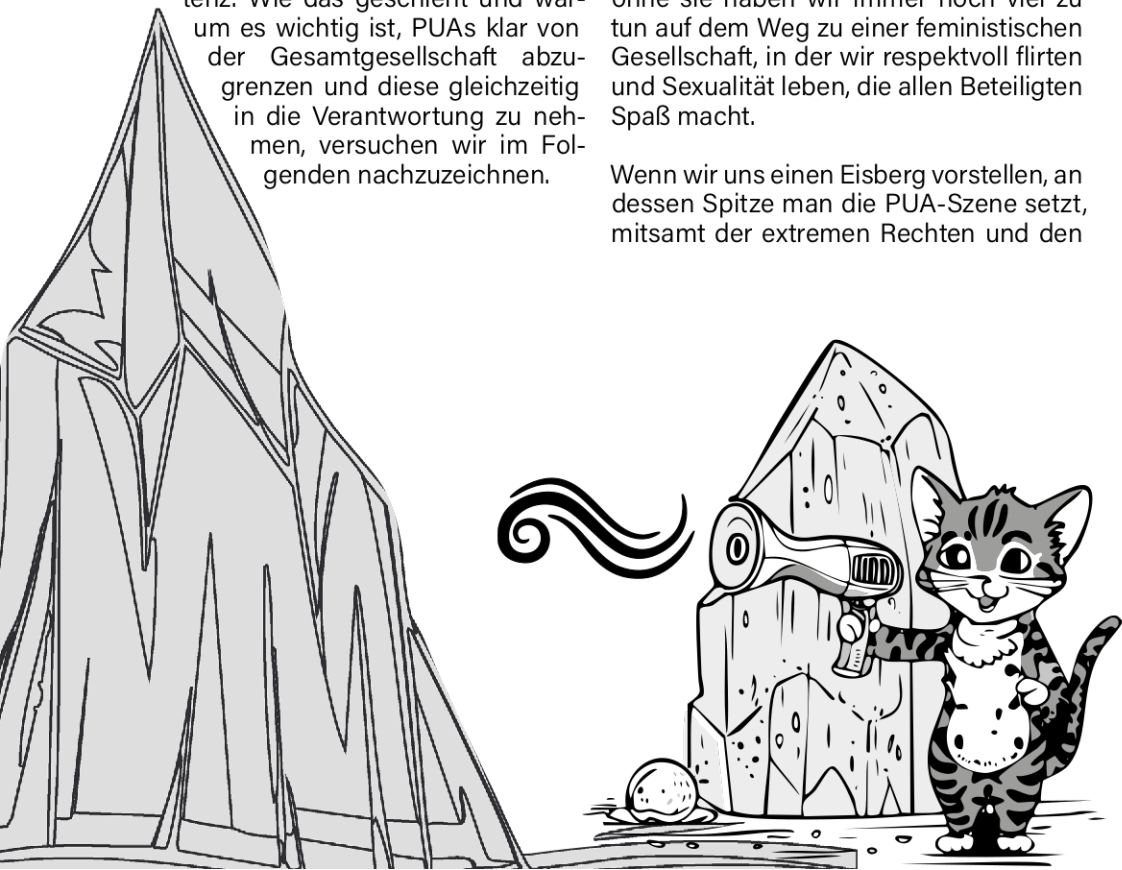 tenz. Wie das geschieht und war-
um es wichtig ist, PUAs klar von
der Gesamtgesellschaft abzu-
grenzen und diese gleichzeitig
in die Verantwortung zu neh-
men, versuchen wir im Fol-
genden nachzuzeichnen.
ohne sie haben wir immer noch viel zu
tun auf dem Weg zu einer feministischen
Gesellschaft, in der wir respektvoll flirten
und Sexualität leben, die allen Beteiligten
Spaß macht.
Wenn wir uns einen Eisberg vorstellen, an
dessen Spitze man die PUA-Szene setzt,
mitsamt der extremen Rechten und den